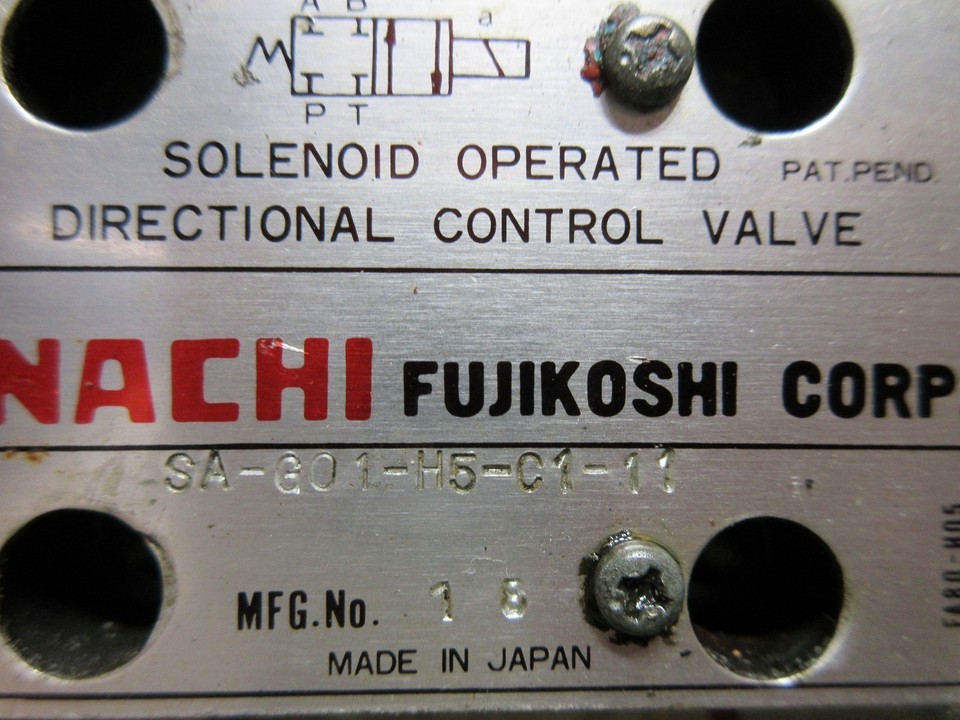 A B a
P T
SOLENOID OPERATED PAT.PEND.
DIRECTIONAL CONTROL VALVE
NACHI FUJIKOSHI CORP
SA-G01-H5-C1-11
MFG.No. 1
MADE IN JAPAN